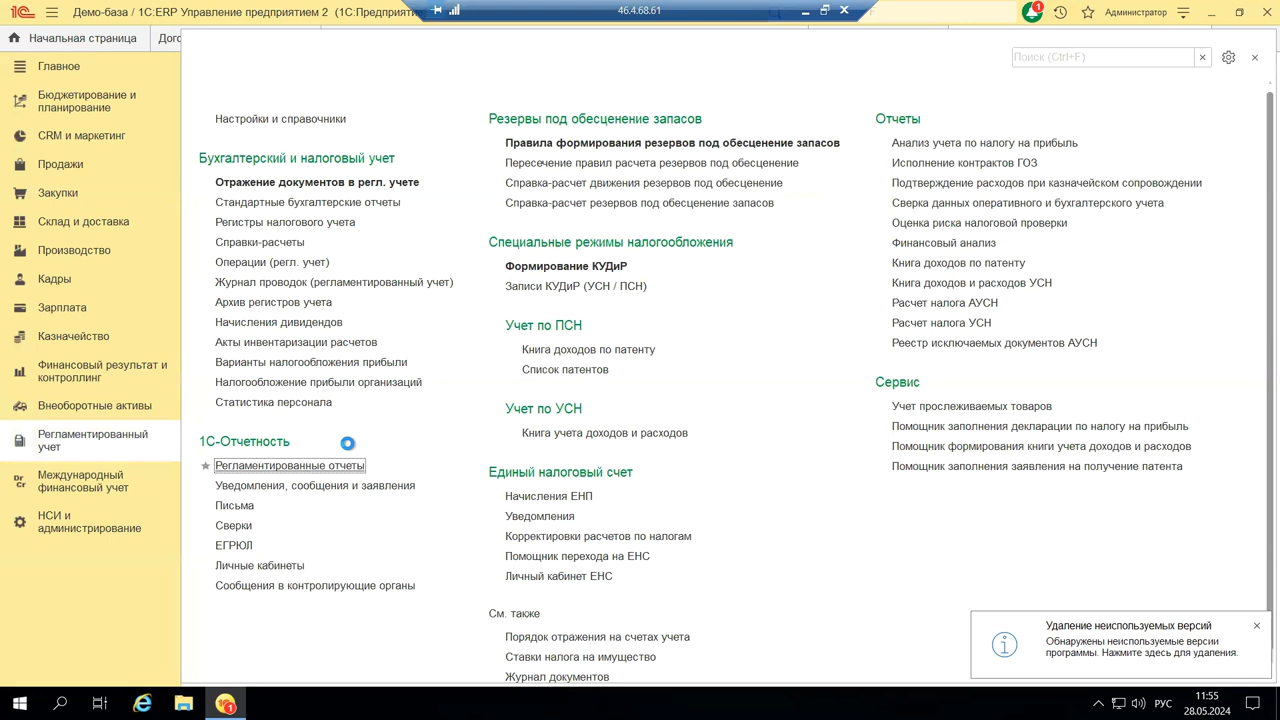 Демо-база / 1C:ERP Управление предприятием 2 (1С:Предприятие
46.4.68.61
1
Администратор
Начальная страница
Дого
Поиск (Ctrl+F)
Главное
Бюджетирование и
планирование
CRM и маркетинг
Продажи
Закупки
Склад и доставка
Производство
Кадры
Зарплата
Казначейство
Финансовый результат и
контроллинг
Внеоборотные активы
Регламентированный
учет
Международный
финансовый учет
НСИ и
администрирование
Настройки и справочники
Бухгалтерский и налоговый учет
Отражение документов в регл. учете
Стандартные бухгалтерские отчеты
Регистры налогового учета
Справки-расчеты
Операции (регл. учет)
Журнал проводок (регламентированный учет)
Архив регистров учета
Начисления дивидендов
Акты инвентаризации расчетов
Варианты налогообложения прибыли
Налогообложение прибыли организаций
Статистика персонала
1С-Отчетность
Регламентированные отчеты
Уведомления, сообщения и заявления
Письма
Сверки
ЕГРЮЛ
Личные кабинеты
Сообщения в контролирующие органы
Резервы под обесценение запасов
Правила формирования резервов под обесценение запасов
Пересечение правил расчета резервов под обесценение
Справка-расчет движения резервов под обесценение
Справка-расчет резервов под обесценение запасов
Специальные режимы налогообложения
Формирование КУДиР
Записи КУДиР (УСН / ПСН)
Учет по ПСН
Книга доходов по патенту
Список патентов
Учет по УСН
Книга учета доходов и расходов
Единый налоговый счет
Начисления ЕНП
Уведомления
Корректировки расчетов по налогам
Помощник перехода на ЕНС
Личный кабинет ЕНС
См. также
Порядок отражения на счетах учета
Ставки налога на имущество
Журнал документов
Отчеты
Анализ учета по налогу на прибыль
Исполнение контрактов ГОЗ
Подтверждение расходов при казначейском сопровождении
Сверка данных оперативного и бухгалтерского учета
Оценка риска налоговой проверки
Финансовый анализ
Книга доходов по патенту
Книга доходов и расходов УСН
Расчет налога АУСН
Расчет налога УСН
Реестр исключаемых документов АУСН
Сервис
Учет прослеживаемых товаров
Помощник заполнения декларации по налогу на прибыль
Помощник формирования книги учета доходов и расходов
Помощник заполнения заявления на получение патента
Удаление неиспользуемых версий
Обнаружены неиспользуемые версии
программы. Нажмите здесь для удаления.
РУС
11:55
28.05.2024